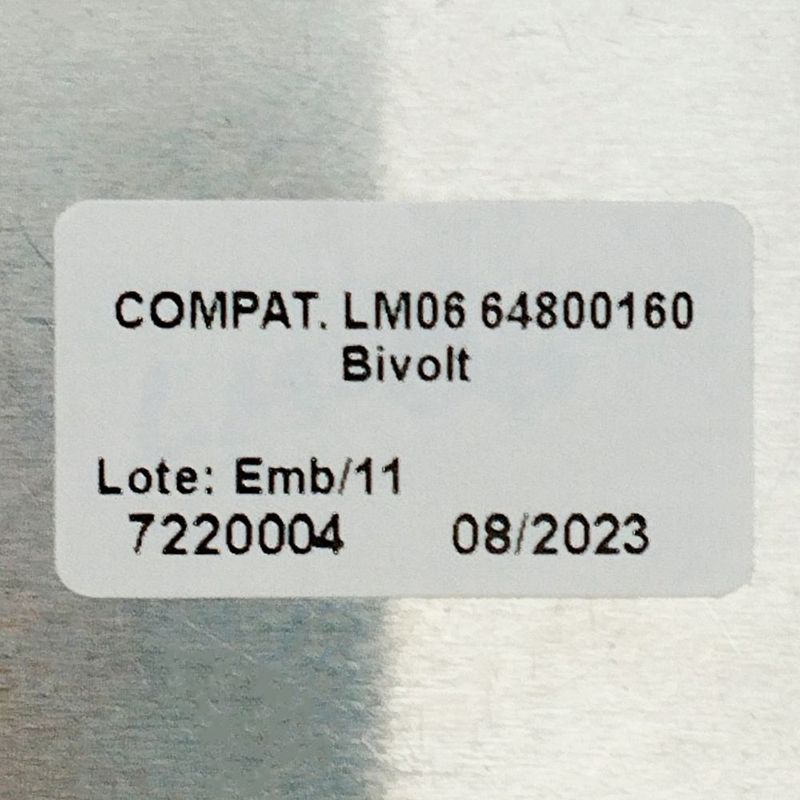 COMPAT. LM06 64800160
Bivolt
Lote: Emb/11
7220004 08/2023